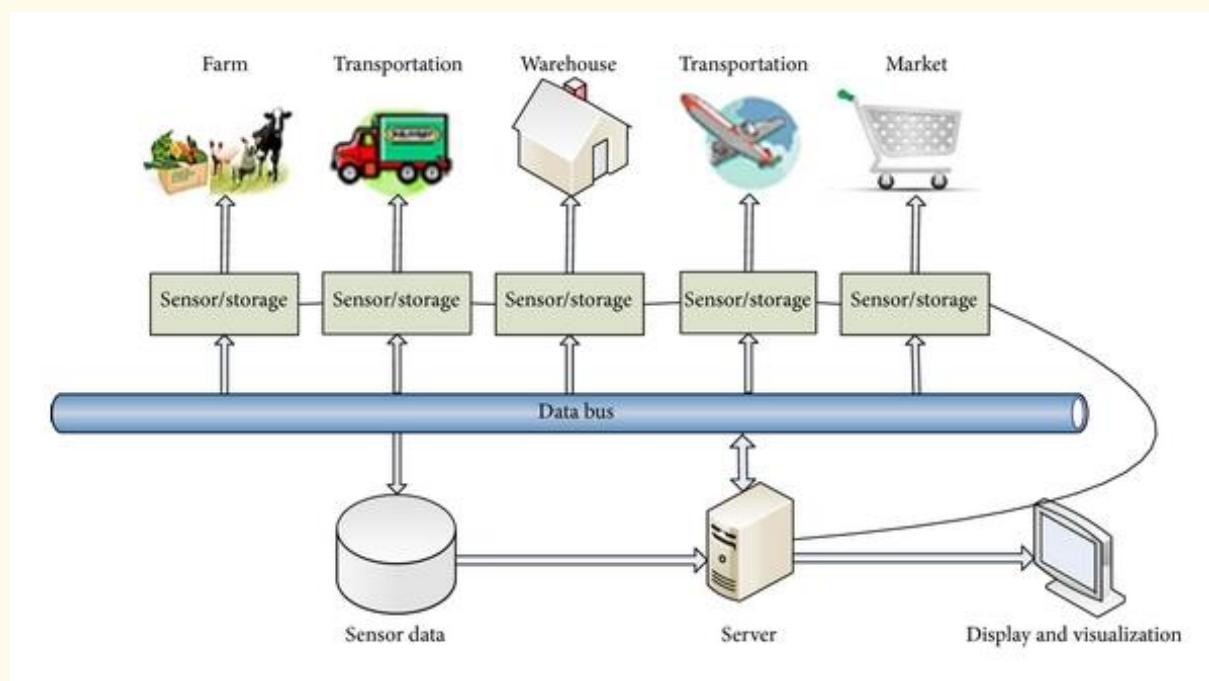 Farm
Transportation
Warehouse
Transportation
Market
Sensor/storage
Sensor/storage
Sensor/storage
Sensor/storage
Sensor/storage
Data bus
Sensor data
Server
Display and visualization